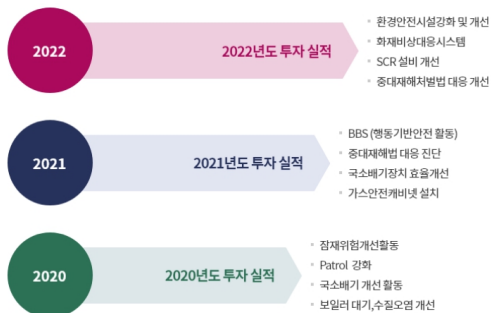 2022
2022년도 투자 실적
• 환경안전시설강화 및 개선
• 화재비상대응시스템
• SCR 설비 개선
• 중대재해처벌법 대응 개선
2021
2021년도 투자 실적
• BBS (행동기반안전 활동)
• 중대재해법 대응 진단
• 국소배기장치 효율개선
• 가스안전캐비넷 설치
2020
2020년도 투자 실적
• 잠재위험개선활동
• Patrol 강화
• 국소배기 개선 활동
• 보일러 대기,수질오염 개선